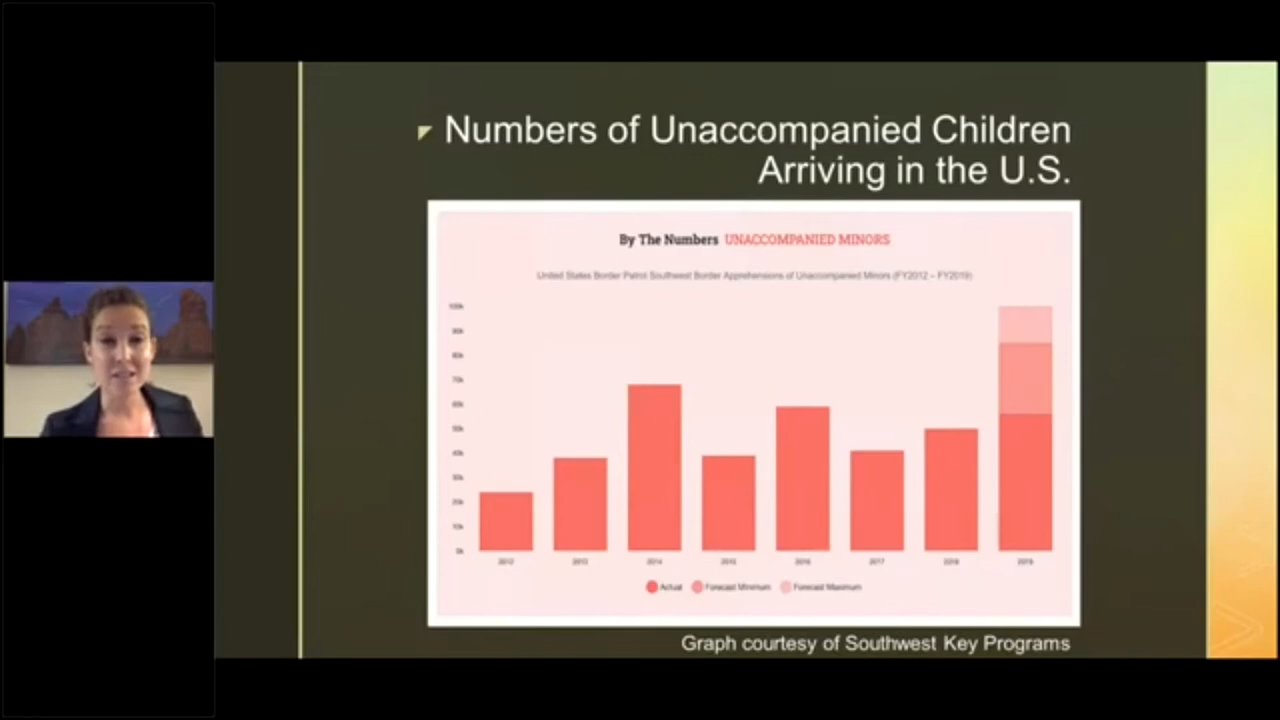 Numbers of Unaccompanied Children
Arriving in the U.S.
By The Numbers UNACCOMPANIED MINORS
United States Border Patrol Southwest Border Apprehensions of Unaccompanied Minors (FY2012 – FY2019)
100k
90k
80k
70k
60k
50k
40k
30k
20k
10k
0k
2012 2013 2014 2015 2016 2017 2018 2019
Actual Forecast Minimum Forecast Maximum
Graph courtesy of Southwest Key Programs